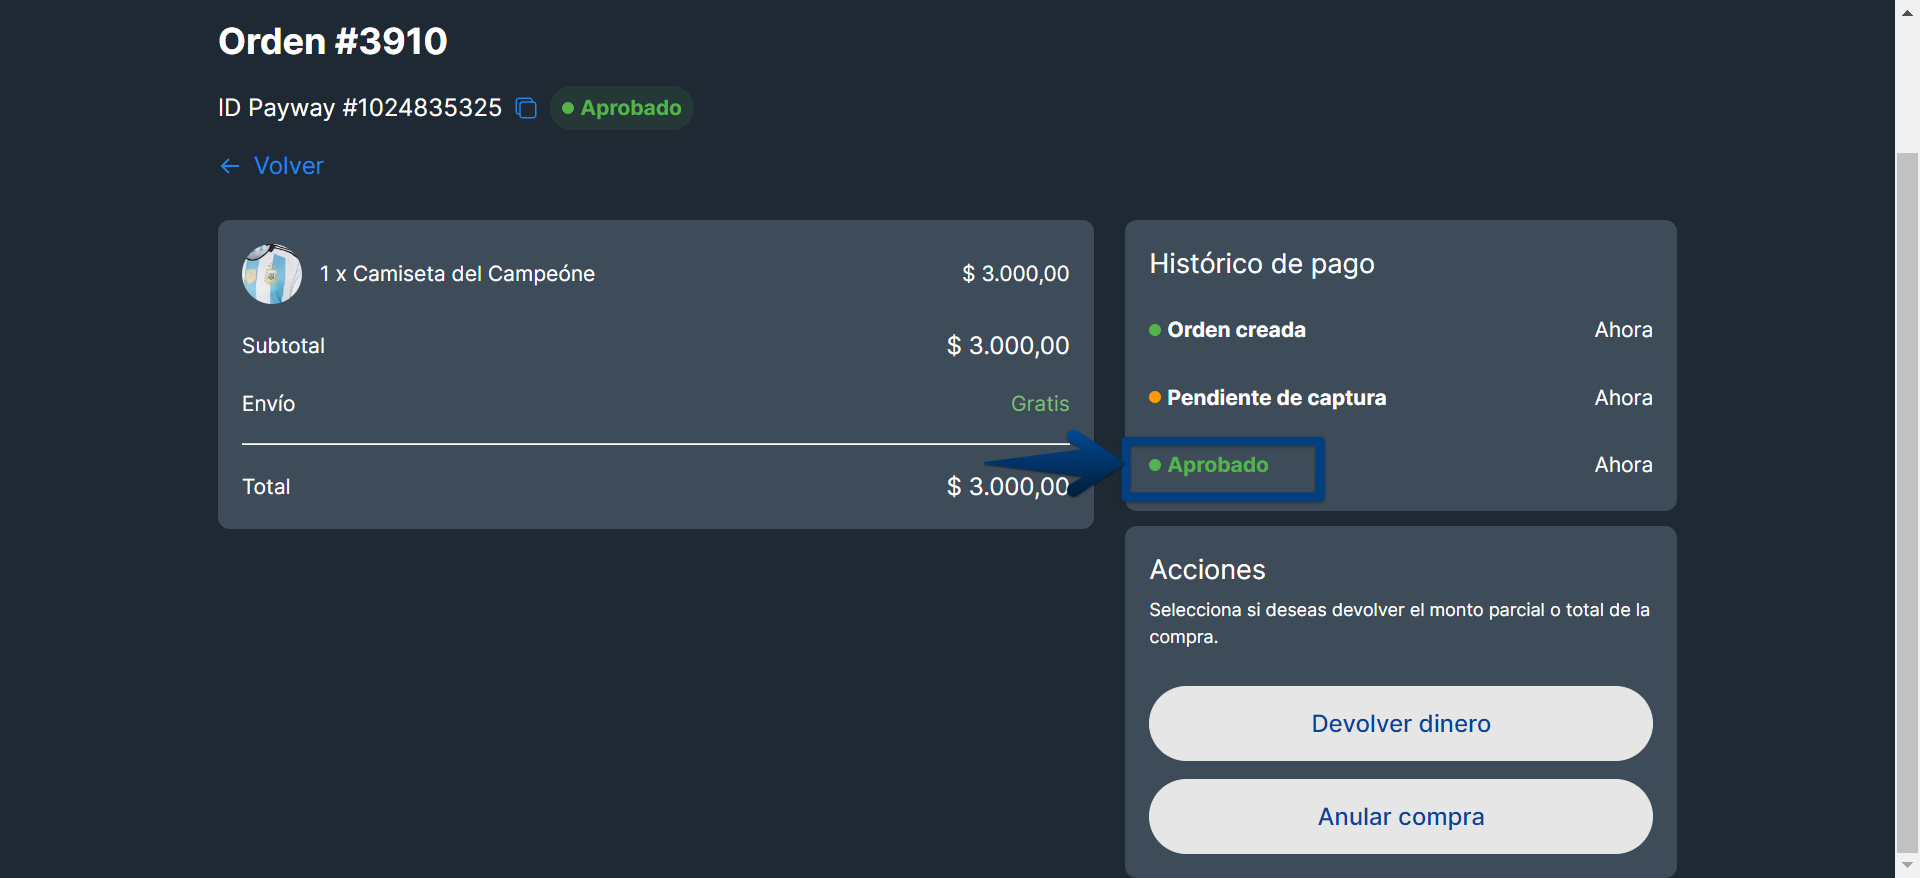 Orden #3910
ID Payway #1024835325 Aprobado
Volver
1 x Camiseta del Campeóne $ 3.000,00
Subtotal $ 3.000,00
Envío Gratis
Total $ 3.000,00
Histórico de pago
Orden creada Ahora
Pendiente de captura Ahora
Aprobado Ahora
Acciones
Selecciona si deseas devolver el monto parcial o total de la
compra.
Devolver dinero
Anular compra